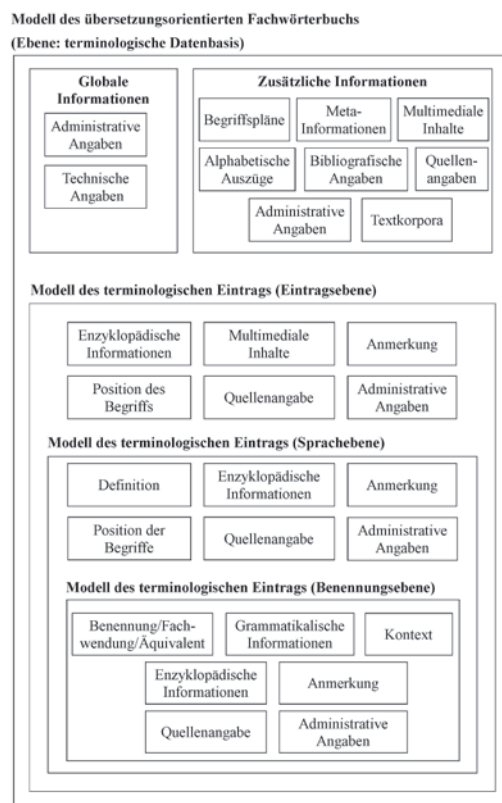 Modell des übersetzungsorientierten Fachwörterbuchs
(Ebene: terminologische Datenbasis)
Globale
Informationen
Administrative
Angaben
Technische
Angaben
Zusätzliche Informationen
Begriffspläne
Meta-
Informationen
Multimediale
Inhalte
Alphabetische
Auszüge
Bibliografische
Angaben
Quellen-
angaben
Administrative
Angaben
Textkorpora
Modell des terminologischen Eintrags (Eintragsebene)
Enzyklopädische
Informationen
Multimediale
Inhalte
Anmerkung
Position des
Begriffs
Quellenangabe
Administrative
Angaben
Modell des terminologischen Eintrags (Sprachebene)
Definition
Enzyklopädische
Informationen
Anmerkung
Position der
Begriffe
Quellenangabe
Administrative
Angaben
Modell des terminologischen Eintrags (Benennungsebene)
Benennung/Fach-
wendung/Äquivalent
Grammatikalische
Informationen
Kontext
Enzyklopädische
Informationen
Anmerkung
Quellenangabe
Administrative
Angaben